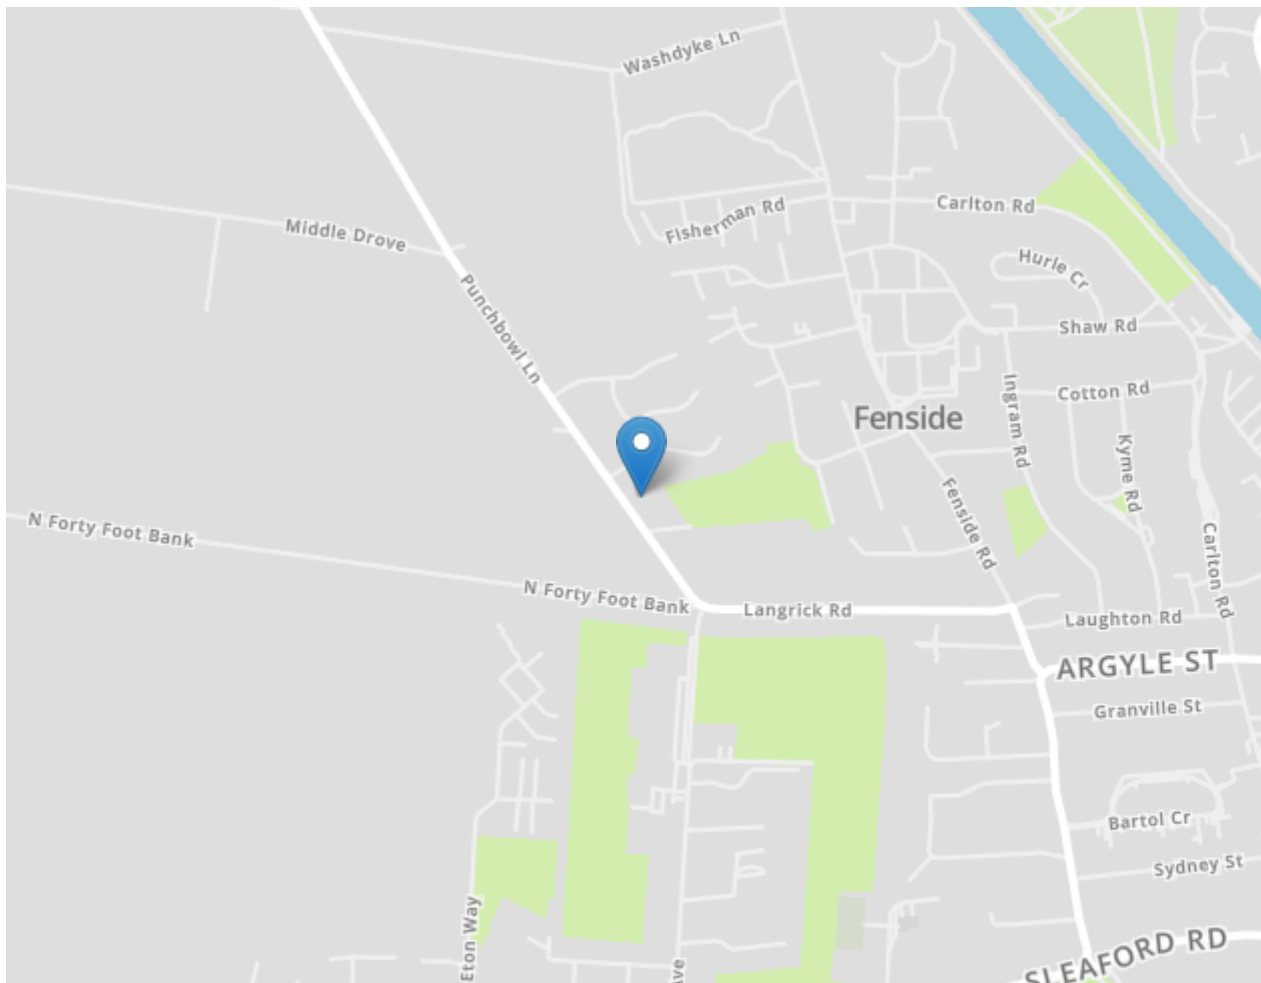 Washdyke Ln
Fisherman Rd
Carlton Rd
Middle Drove
Hurle Cr
Punchbowl Ln
Shaw Rd
Ingram Rd
Cotton Rd
Fenside
Kyme Rd
Fenside Rd
N Forty Foot Bank
Carlton Rd
N Forty Foot Bank
Langrick Rd
Laughton Rd
ARGYLE ST
Granville St
Bartol Cr
Sydney St
Eton Way
SLEAFORD RD